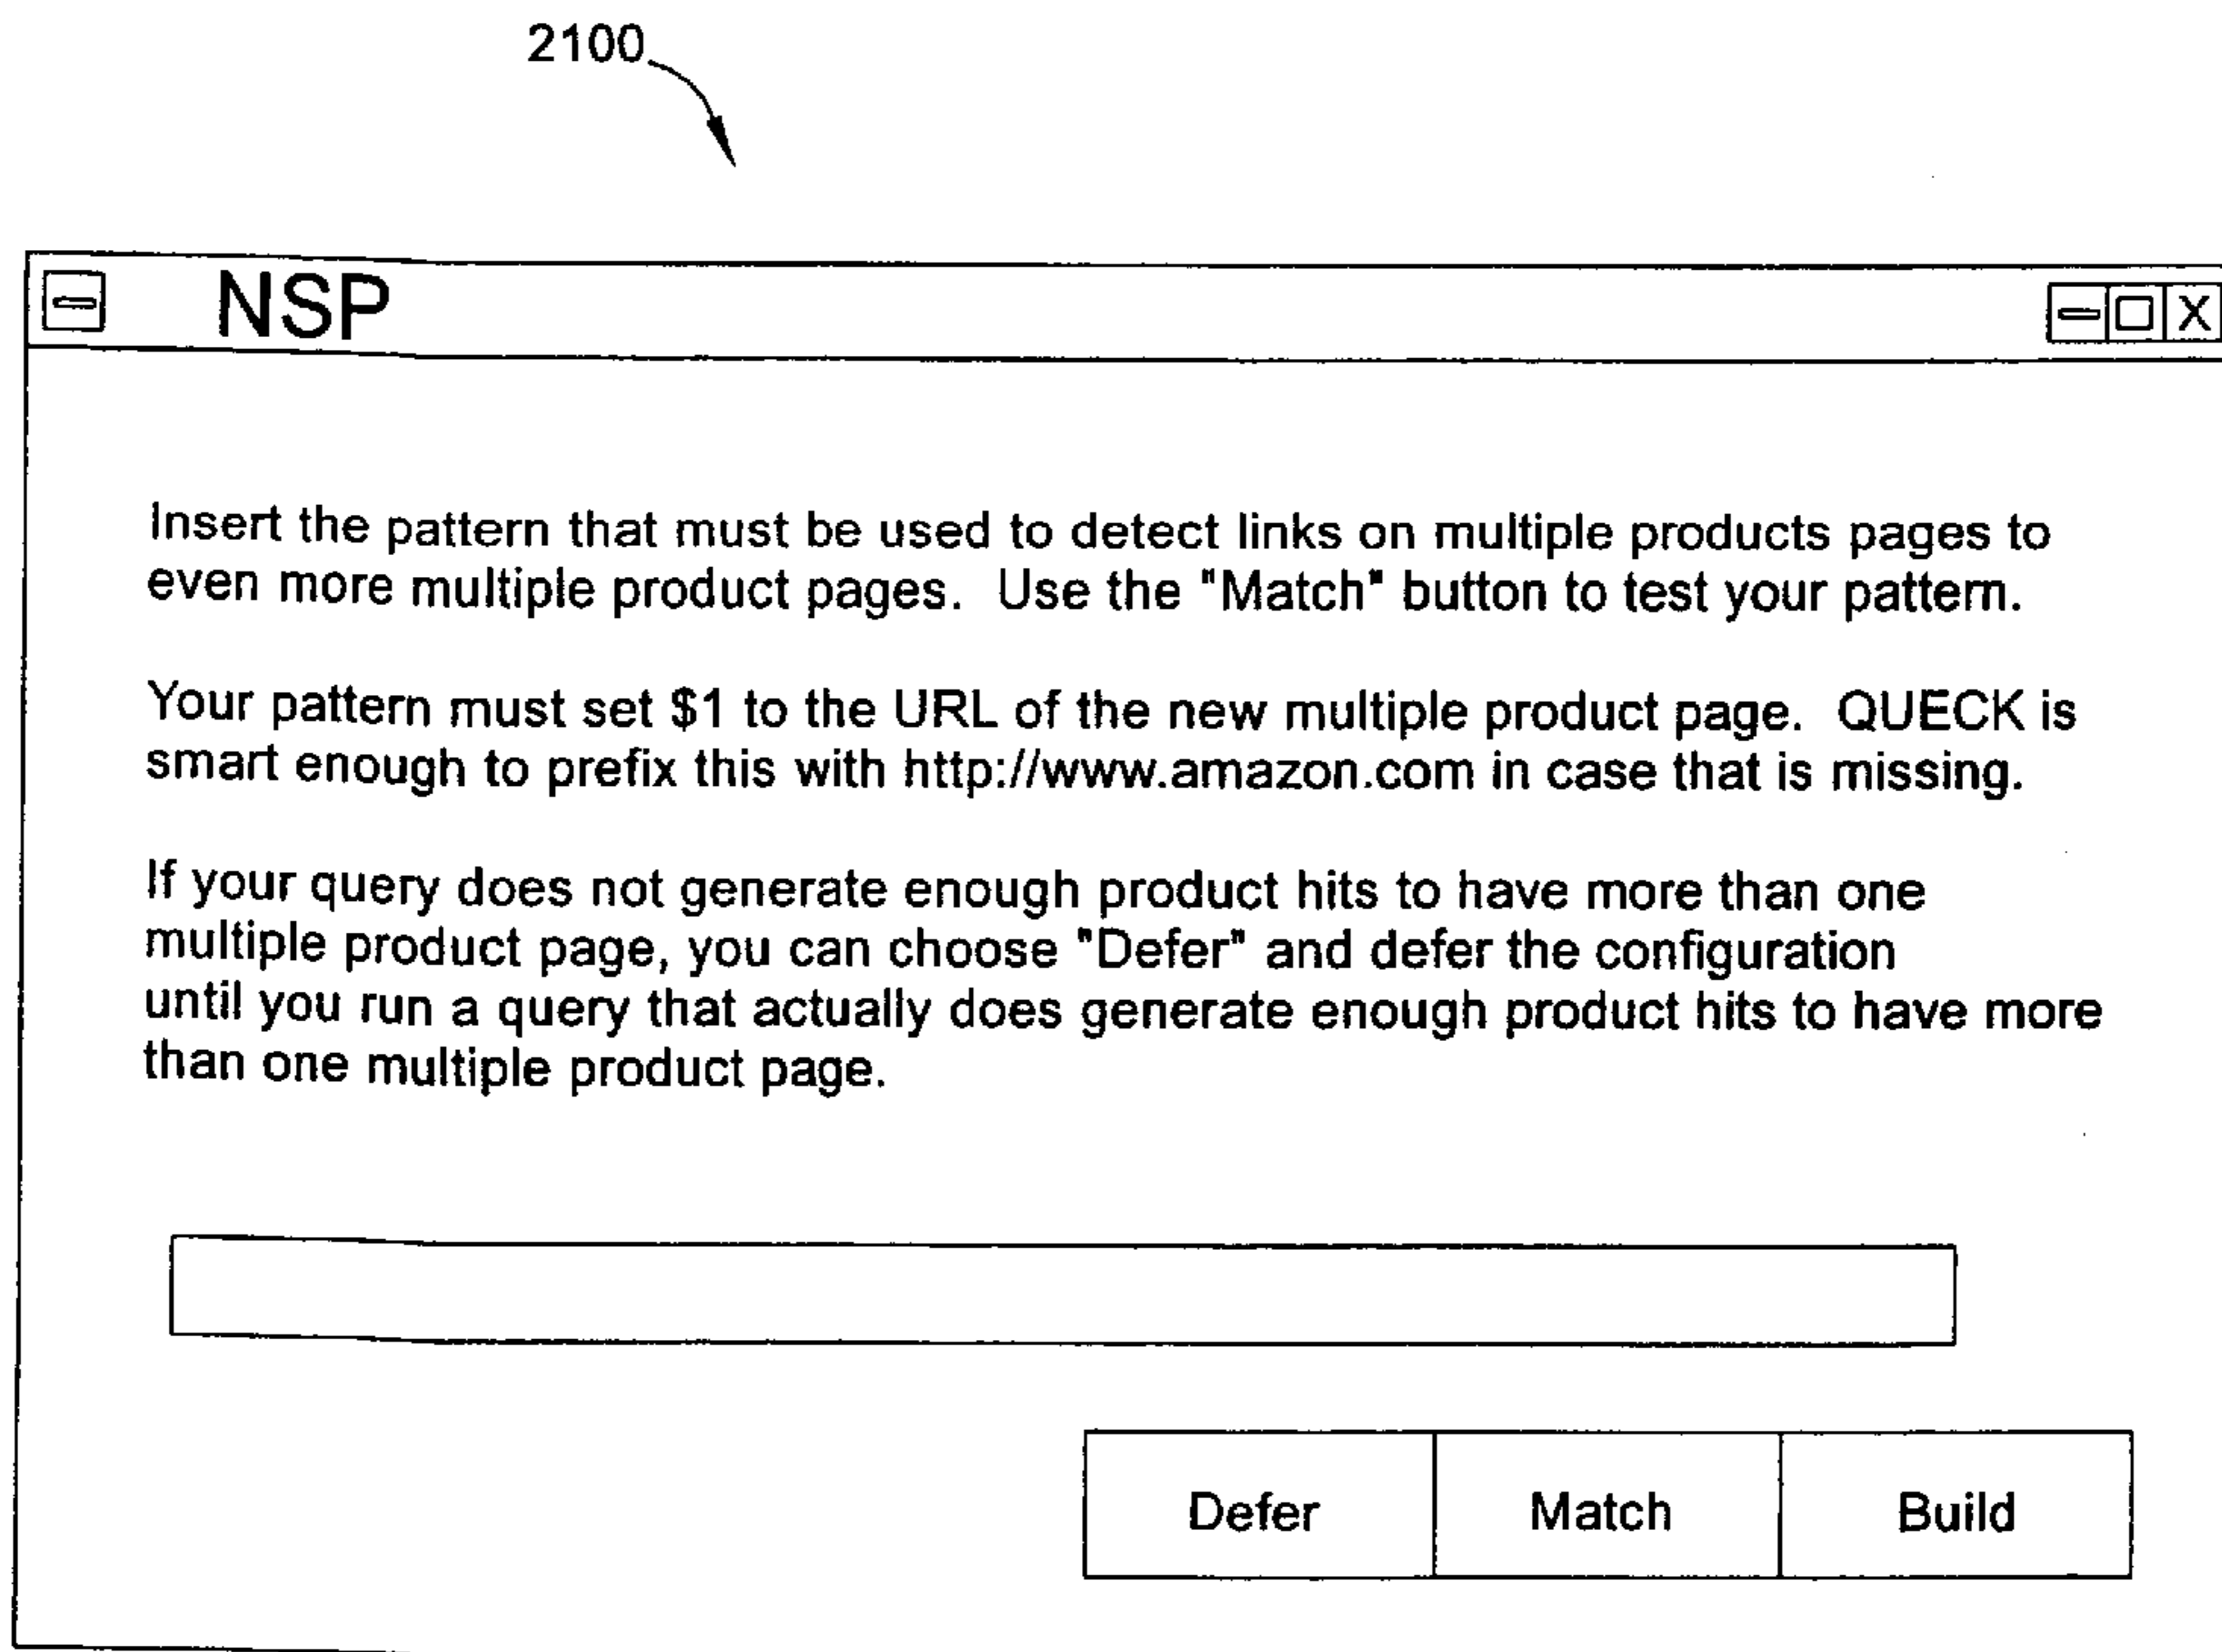 2100
NSP
X
Insert the pattern that must be used to detect links on multiple products pages to
even more multiple product pages. Use the "Match" button to test your pattern.
Your pattern must set $1 to the URL of the new multiple product page. QUECK is
smart enough to prefix this with http://www.amazon.com in case that is missing.
If your query does not generate enough product hits to have more than one
multiple product page, you can choose "Defer" and defer the configuration
until you run a query that actually does generate enough product hits to have more
than one multiple product page.
Defer Match Build